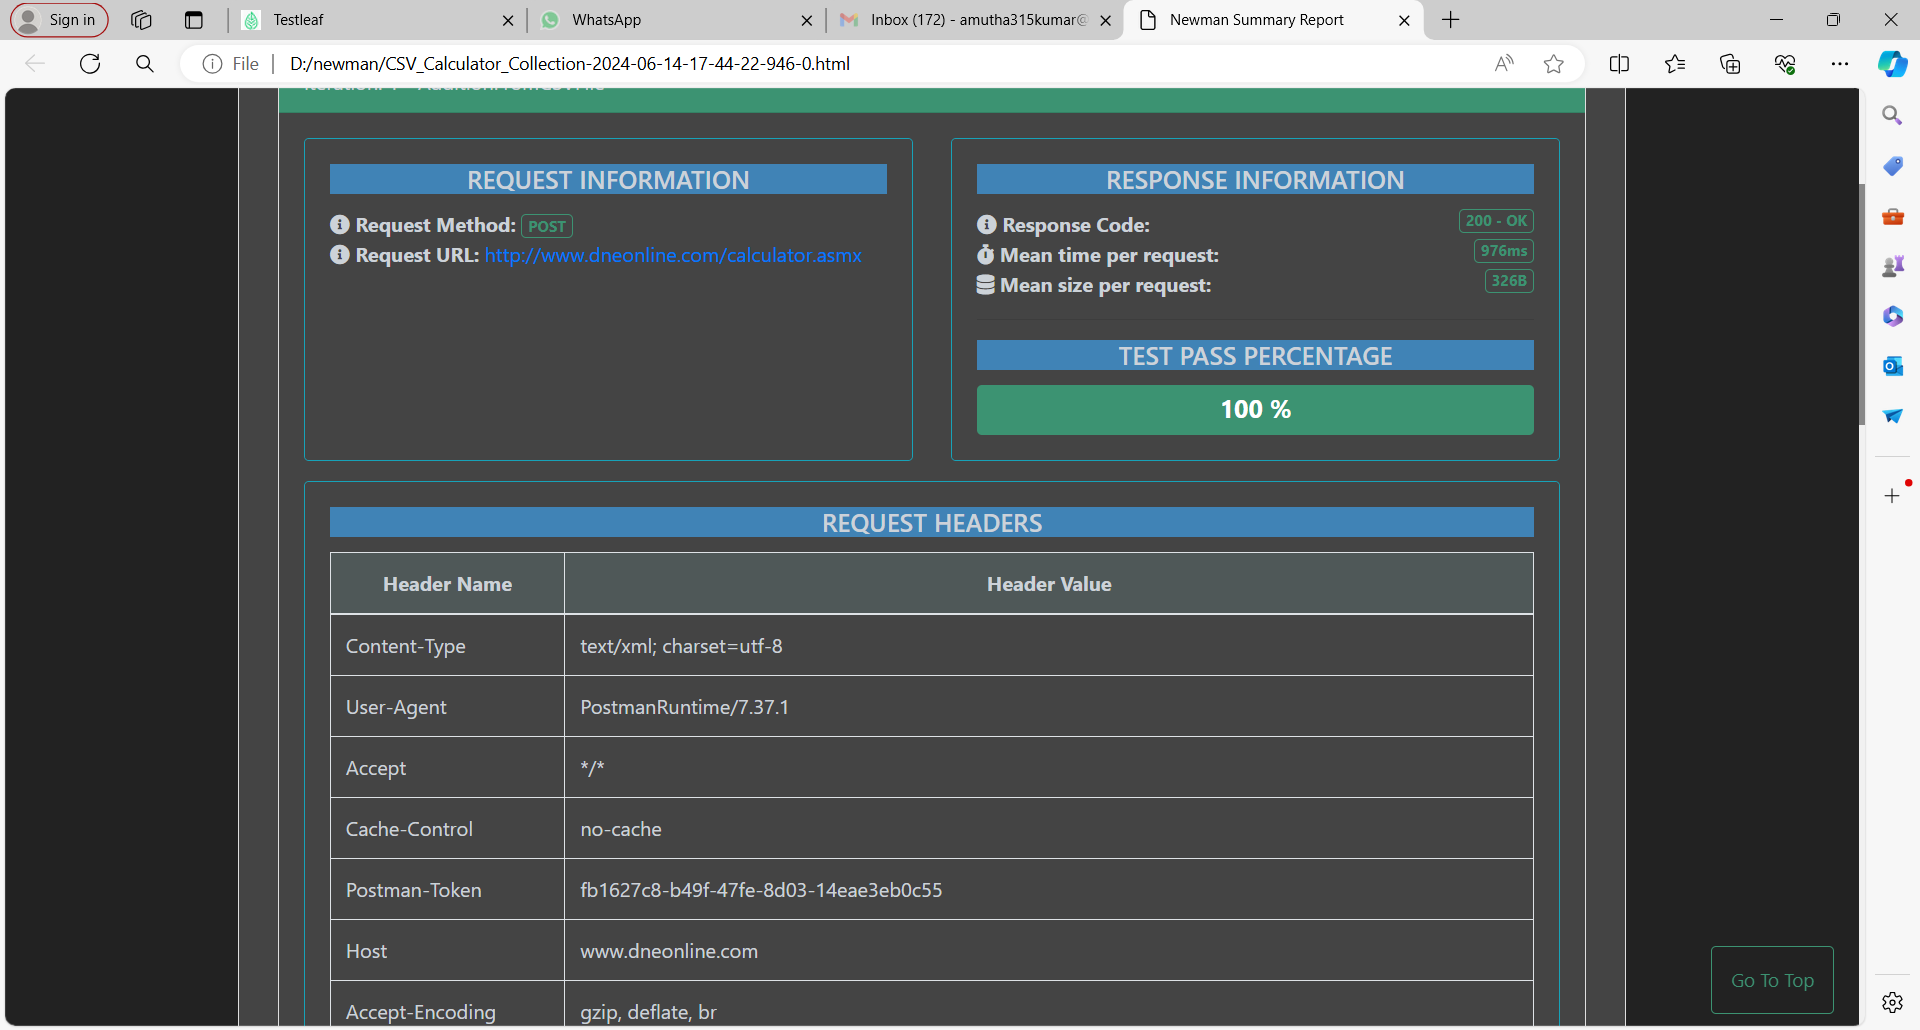 Sign in
Testleaf
WhatsApp
Inbox (172) - amutha315kumar@
Newman Summary Report
File
D:/newman/CSV_Calculator_Collection-2024-06-14-17-44-22-946-0.html
REQUEST INFORMATION
Request Method: POST
Request URL: http://www.dneonline.com/calculator.asmx
RESPONSE INFORMATION
Response Code: 200 - OK
Mean time per request: 976ms
Mean size per request: 326B
TEST PASS PERCENTAGE
100 %
REQUEST HEADERS
Header Name Header Value
Content-Type text/xml; charset=utf-8
User-Agent PostmanRuntime/7.37.1
Accept */*
Cache-Control no-cache
Postman-Token fb1627c8-b49f-47fe-8d03-14eae3eb0c55
Host www.dneonline.com
Accept-Encoding gzip, deflate, br
Go To Top